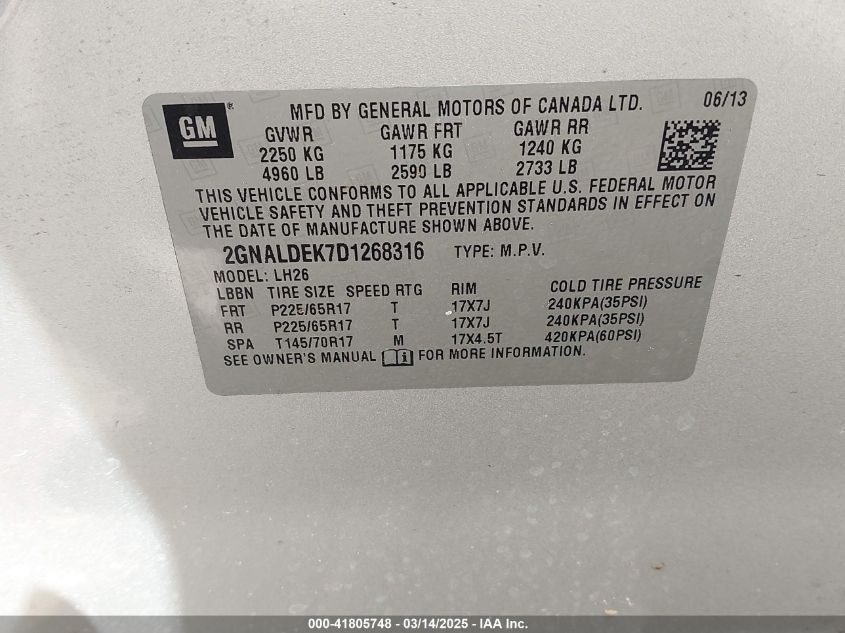 GM®
MFD BY GENERAL MOTORS OF CANADA LTD. 06/13
GVWR GAWR FRT GAWR RR
2250 KG 1175 KG 1240 KG
4960 LB 2590 LB 2733 LB
THIS VEHICLE CONFORMS TO ALL APPLICABLE U.S. FEDERAL MOTOR
VEHICLE SAFETY AND THEFT PREVENTION STANDARDS IN EFFECT ON
THE DATE OF MANUFACTURE SHOWN ABOVE.
2GNALDEK7D1268316 TYPE: M.P.V.
MODEL: LH26
LBBN TIRE SIZE SPEED RTG RIM COLD TIRE PRESSURE
FRT P225/65R17 T 17X7J 240KPA(35PSI)
RR P225/65R17 T 17X7J 240KPA(35PSI)
SPA T145/70R17 M 17X4.5T 420KPA(60PSI)
SEE OWNER'S MANUAL FOR MORE INFORMATION.
000-41805748 - 03/14/2025 - IAA Inc.